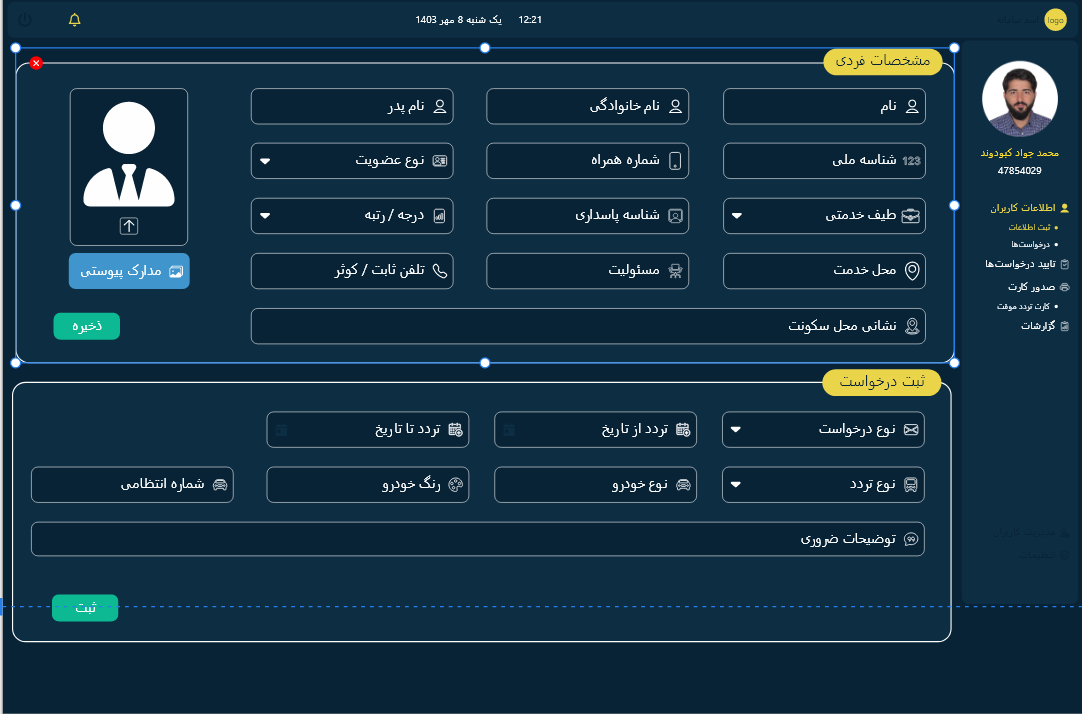 logo
12:21 یک شنبه 8 مهر 1403
محمد جواد کبودوند
47854029
اطلاعات کاربران
ثبت اطلاعات
درخواست‌ها
تایید درخواست‌ها
صدور کارت
کارت تردد موقت
گزارشات
مدیریت کاربران
تنظیمات
مشخصات فردی
نام
نام خانوادگی
نام پدر
123 شناسه ملی
شماره همراه
نوع عضویت
طیف خدمتی
شناسه پاسداری
درجه / رتبه
محل خدمت
مسئولیت
تلفن ثابت / کوثر
نشانی محل سکونت
مدارک پیوستی
ذخیره
ثبت درخواست
نوع درخواست
تردد از تاریخ
تردد تا تاریخ
نوع تردد
نوع خودرو
رنگ خودرو
شماره انتظامی
توضیحات ضروری
ثبت